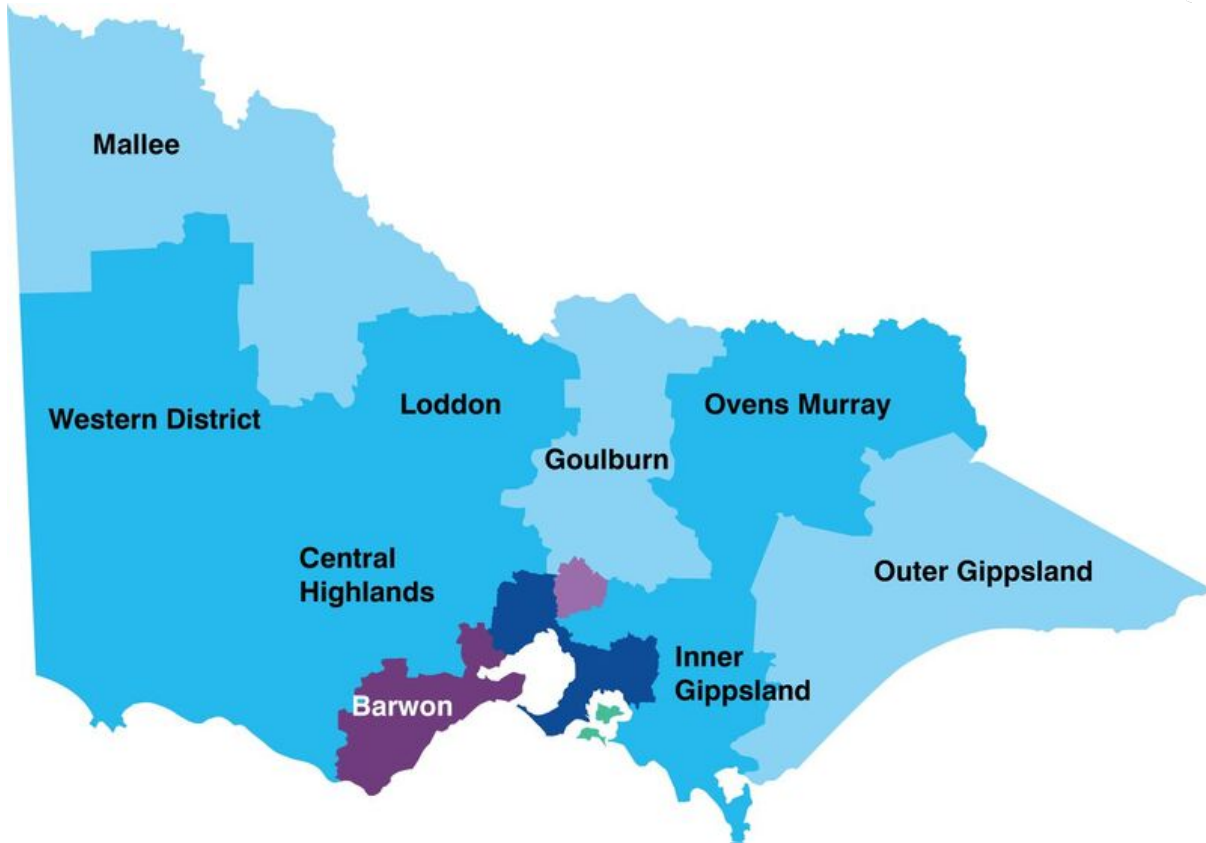 Mallee
Western District
Loddon
Ovens Murray
Goulburn
Central
Highlands
Outer Gippsland
Inner
Gippsland
Barwon